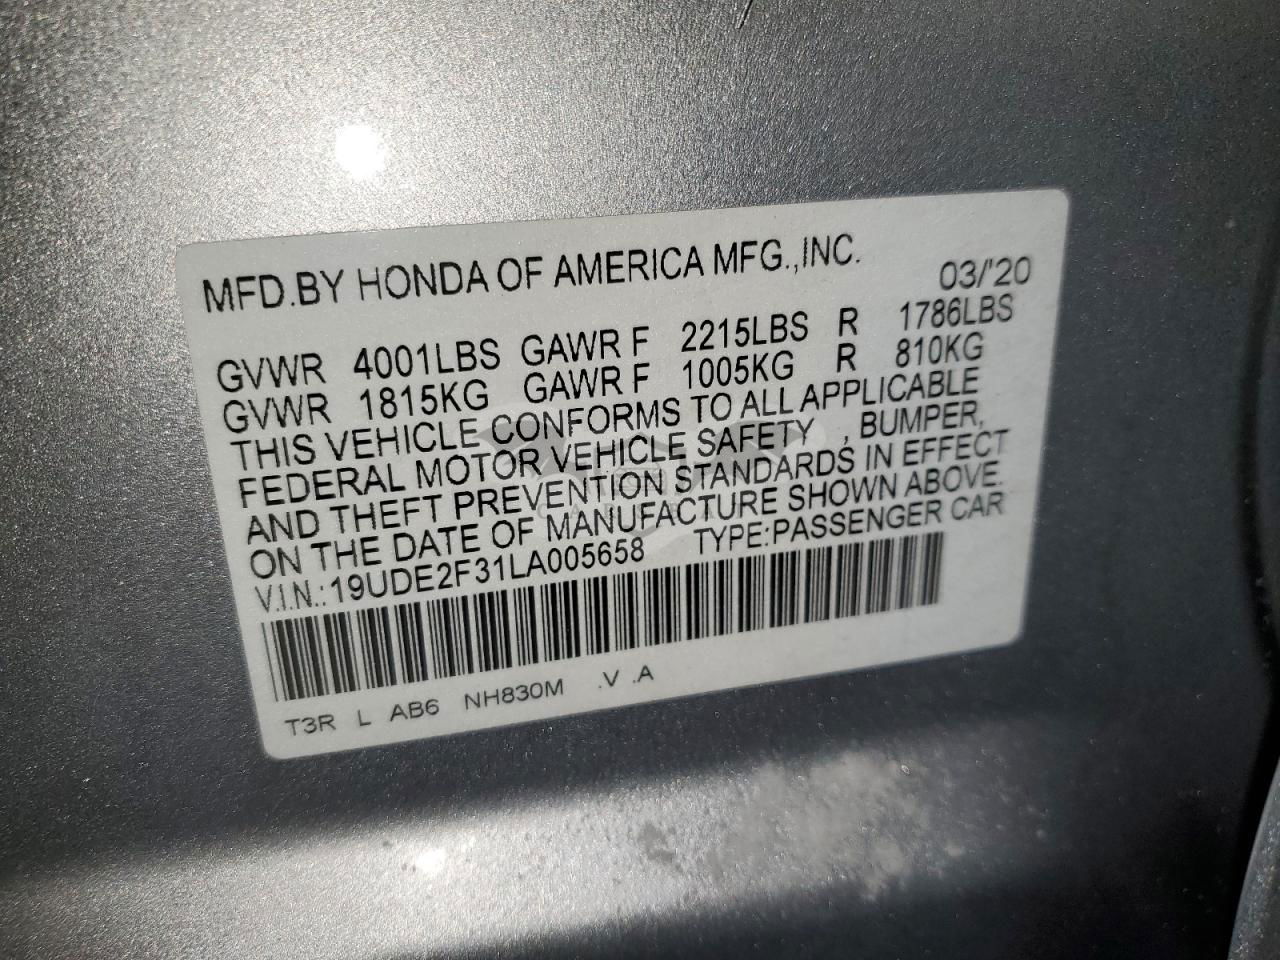 MFD.BY HONDA OF AMERICA MFG.,INC. 03/'20
GVWR 4001LBS GAWR F 2215LBS R 1786LBS
GVWR 1815KG GAWR F 1005KG R 810KG
THIS VEHICLE CONFORMS TO ALL APPLICABLE
FEDERAL MOTOR VEHICLE SAFETY , BUMPER,
AND THEFT PREVENTION STANDARDS IN EFFECT
ON THE DATE OF MANUFACTURE SHOWN ABOVE.
V.I.N.: 19UDE2F31LA005658 TYPE:PASSENGER CAR
T3R L AB6 NH830M .V .A